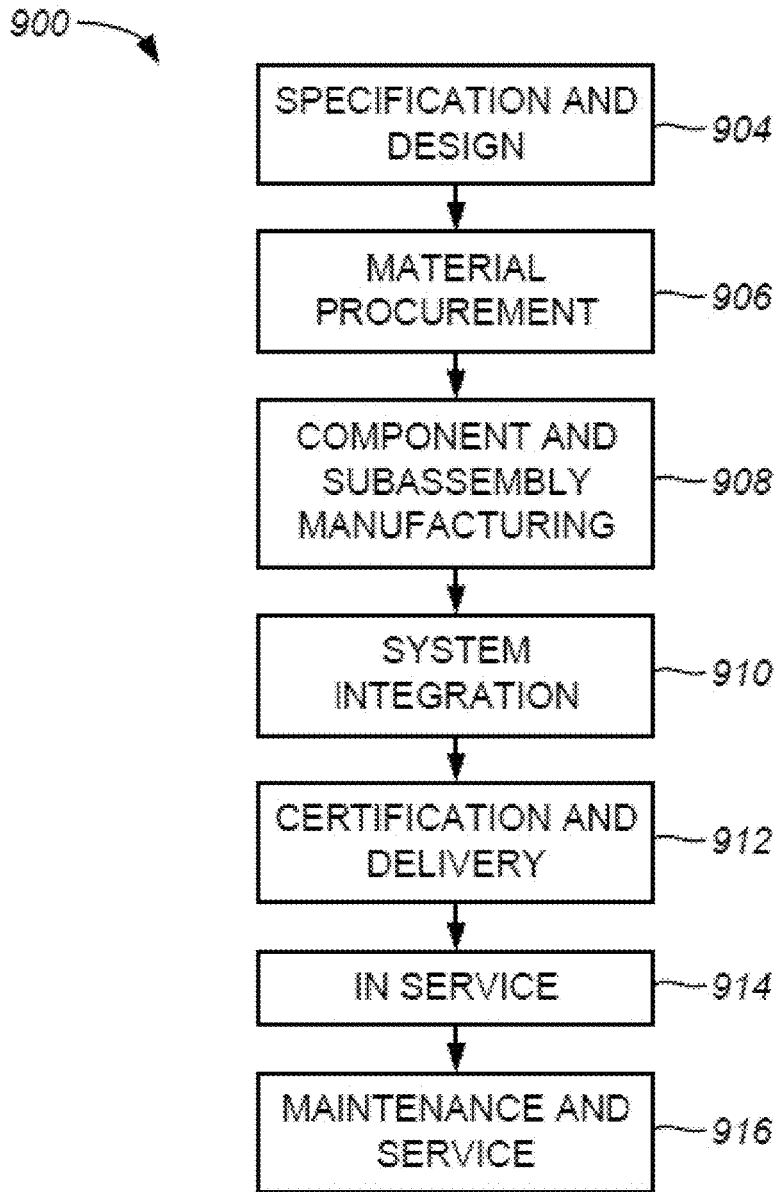 900
SPECIFICATION AND
DESIGN
904
MATERIAL
PROCUREMENT
906
COMPONENT AND
SUBASSEMBLY
MANUFACTURING
908
SYSTEM
INTEGRATION
910
CERTIFICATION AND
DELIVERY
912
IN SERVICE
914
MAINTENANCE AND
SERVICE
916